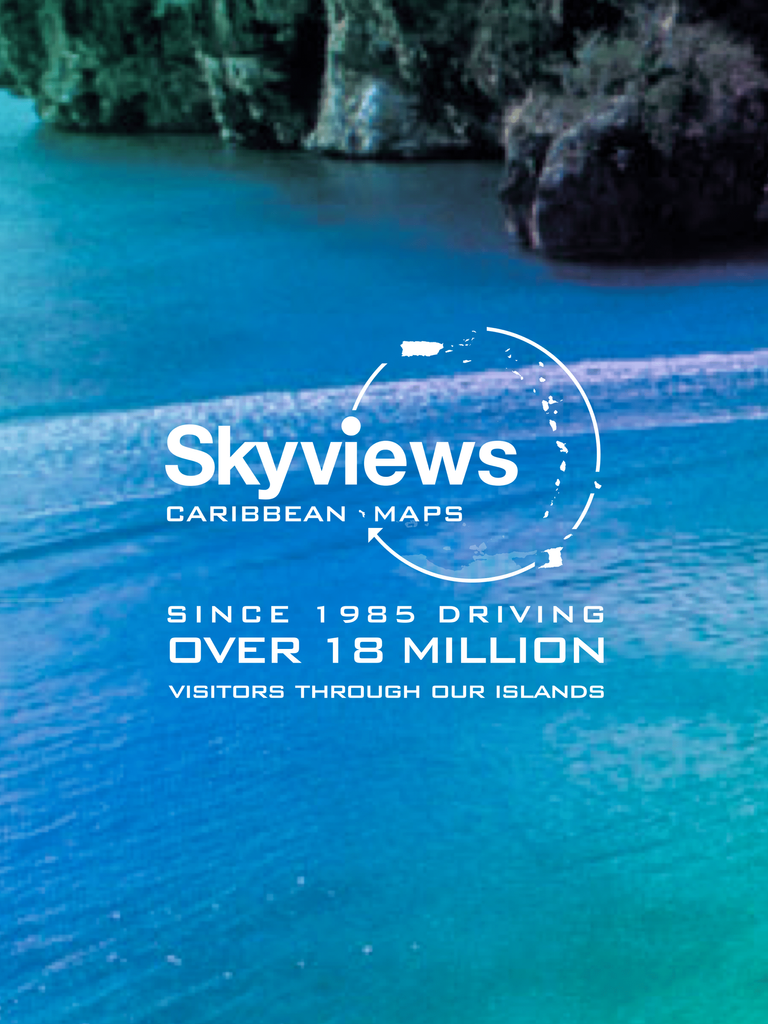 Skyviews
CARIBBEAN MAPS
SINCE 1985 DRIVING
OVER 18 MILLION
VISITORS THROUGH OUR ISLANDS